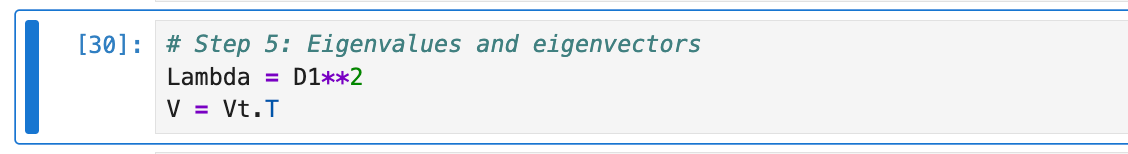 [30]: # Step 5: Eigenvalues and eigenvectors
Lambda = D1**2
V = Vt.T